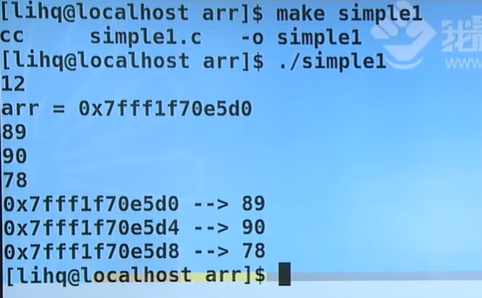 [lihq@localhost arr]$ make simple1
cc     simple1.c   -o simple1
[lihq@localhost arr]$ ./simple1
12
arr = 0x7fff1f70e5d0
89
90
78
0x7fff1f70e5d0 --> 89
0x7fff1f70e5d4 --> 90
0x7fff1f70e5d8 --> 78
[lihq@localhost arr]$
www.